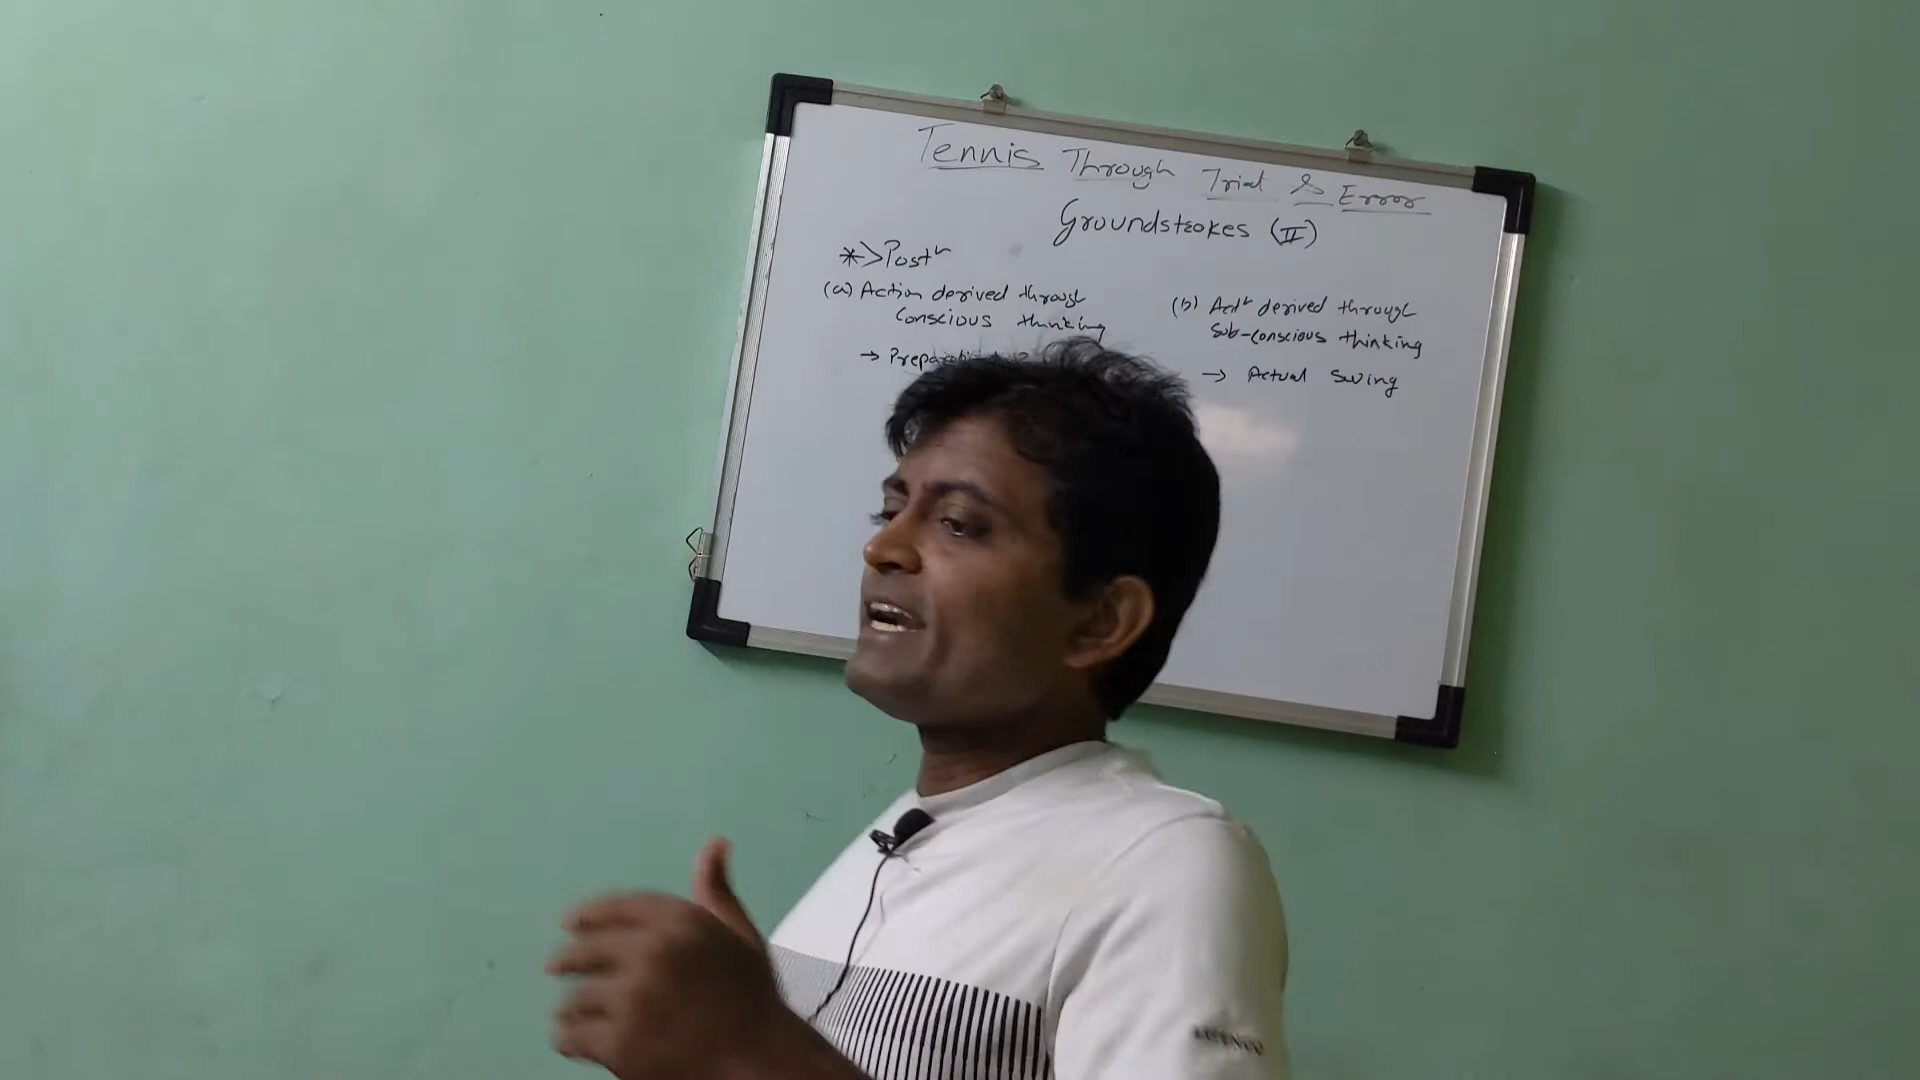 Tennis Through Trial & Error
Groundstrokes (II)
*>Postn
(a) Action derived through
conscious thinking
→
(b) Actn derived through
sub-conscious thinking
→ Actual swing